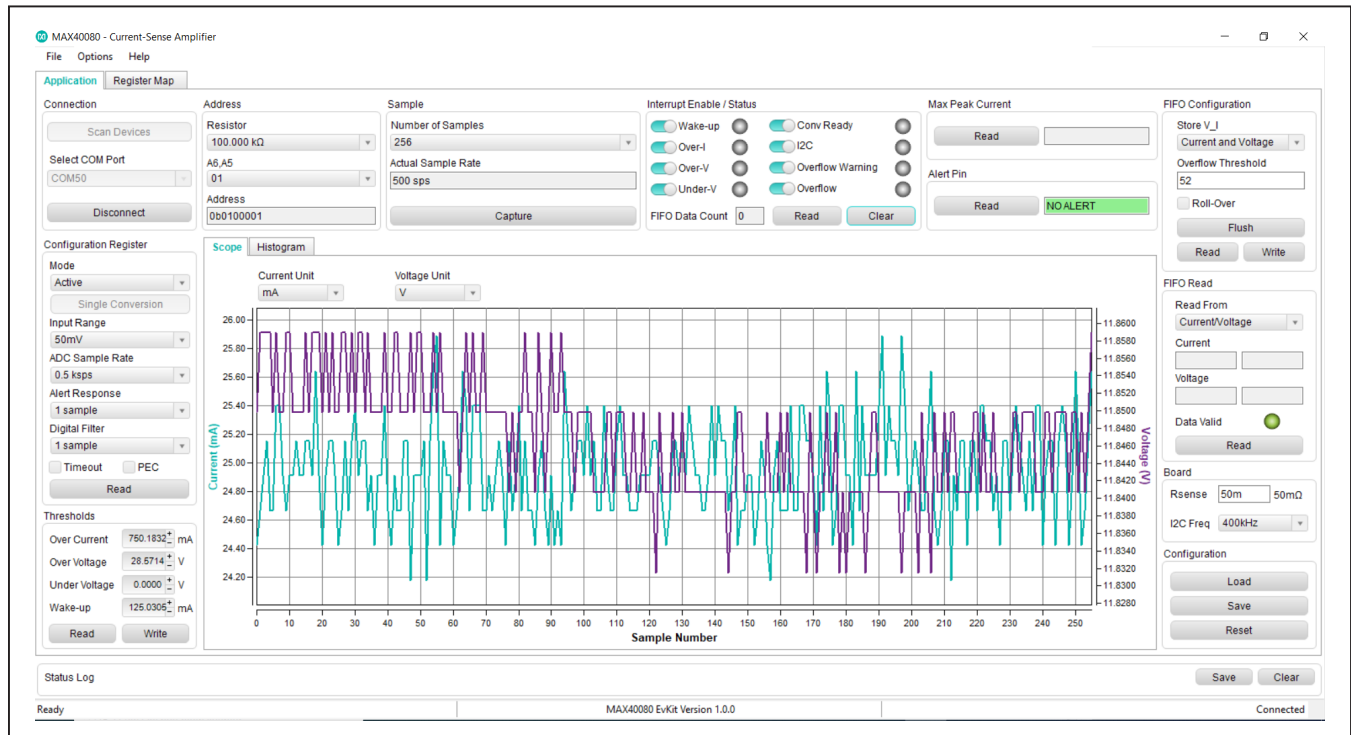 MAX40080 - Current-Sense Amplifier
File Options Help
Application Register Map
Connection
Scan Devices
Select COM Port
COM50
Disconnect
Address
Resistor
100.000 kΩ
A6,A5
01
Address
0b0100001
Sample
Number of Samples
256
Actual Sample Rate
500 sps
Capture
Interrupt Enable / Status
Wake-up Conv Ready
Over-I I2C
Over-V Overflow Warning
Under-V Overflow
FIFO Data Count 0 Read Clear
Max Peak Current
Read
Alert Pin
Read NO ALERT
FIFO Configuration
Store V_I
Current and Voltage
Overflow Threshold
52
Roll-Over
Flush
Read Write
Configuration Register
Mode
Active
Single Conversion
Input Range
50mV
ADC Sample Rate
0.5 ksps
Alert Response
1 sample
Digital Filter
1 sample
Timeout PEC
Read
Thresholds
Over Current 750.1832 mA
Over Voltage 28.5714 V
Under Voltage 0.0000 V
Wake-up 125.0305 mA
Read Write
Scope Histogram
Current Unit Voltage Unit
mA V
Current (mA)
26.00
25.80
25.60
25.40
25.20
25.00
24.80
24.60
24.40
24.20
11.8600
11.8580
11.8560
11.8540
11.8520
11.8500
11.8480
11.8460
11.8440
11.8420
11.8400
11.8380
11.8360
11.8340
11.8320
11.8300
11.8280
Voltage (V)
0 10 20 30 40 50 60 70 80 90 100 110 120 130 140 150 160 170 180 190 200 210 220 230 240 250
Sample Number
FIFO Read
Read From
Current/Voltage
Current
Voltage
Data Valid
Read
Board
Rsense 50m 50mΩ
I2C Freq 400kHz
Configuration
Load
Save
Reset
Status Log Save Clear
Ready MAX40080 EvKit Version 1.0.0 Connected